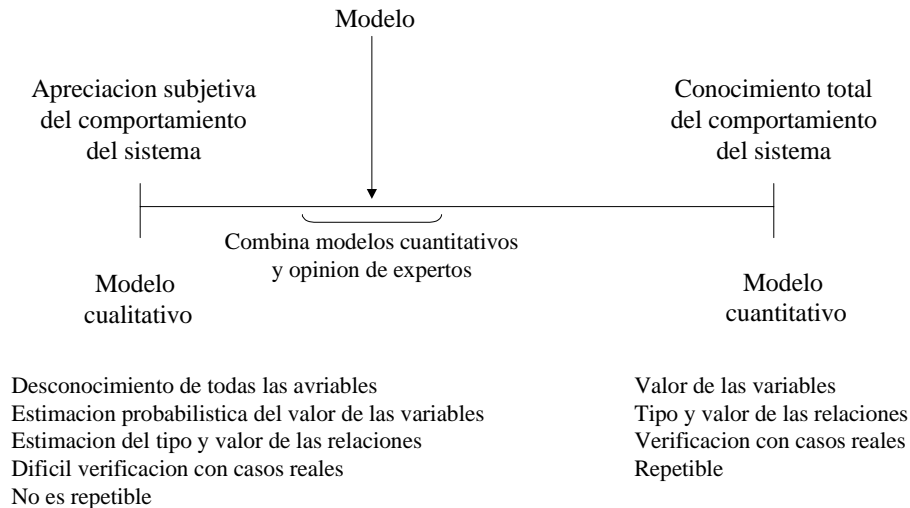 Modelo
Apreciacion subjetiva
del comportamiento
del sistema
Conocimiento total
del comportamiento
del sistema
Combina modelos cuantitativos
y opinion de expertos
Modelo
cualitativo
Modelo
cuantitativo
Desconocimiento de todas las avriables
Estimacion probabilistica del valor de las variables
Estimacion del tipo y valor de las relaciones
Dificil verificacion con casos reales
No es repetible
Valor de las variables
Tipo y valor de las relaciones
Verificacion con casos reales
Repetible